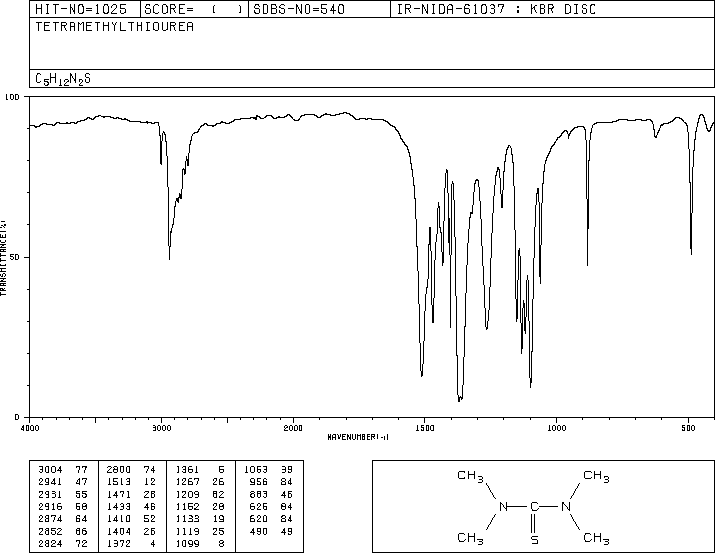 HIT-NO=1025 SCORE= ( ) SDBS-NO=540 IR-NIDA-61037 : KBR DISC
TETRAMETHYLTHIOUREA
C5H12N2S
100
50
0
TRANSMITTANCE(%)
4000 3000 2000 1500 1000 500
WAVENUMBER(-1)
3004 77 2800 74 1361 1063 39
2941 47 1513 12 1267 26 956 84
2931 55 1471 28 1209 62 883 46
2916 58 1433 46 1152 28 626 84
2874 64 1410 52 1133 19 620 84
2852 66 1404 26 1119 25 490 49
2824 72 1372 4 1099 8
CH3 CH3
N C N
CH3 S CH3